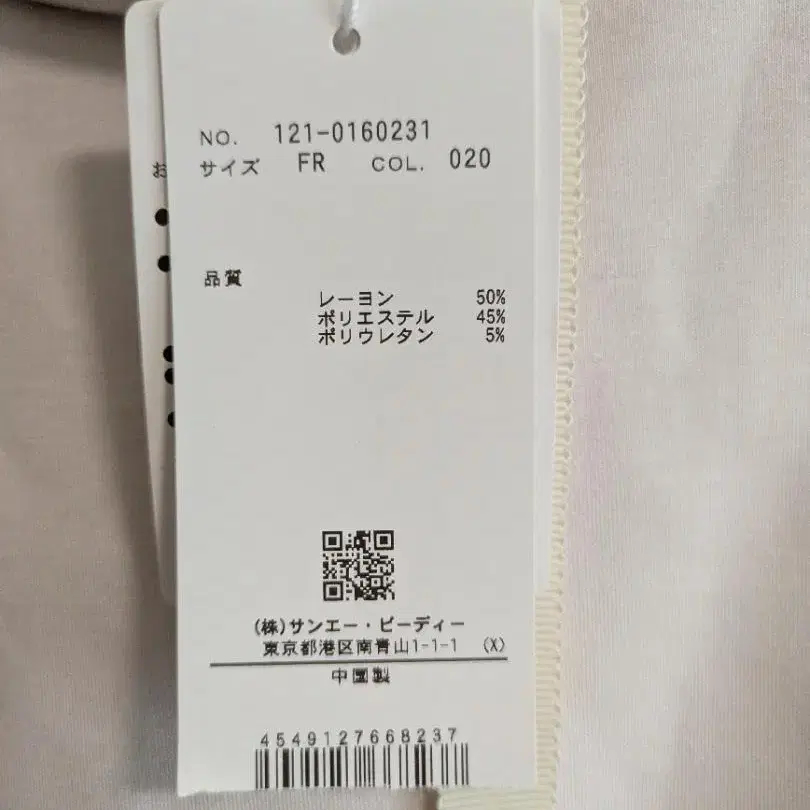 NO. 121-0160231
サイズ FR COL. 020
お
品質
レーヨン 50%
ポリエステル 45%
ポリウレタン 5%
(株)サンエー・ビーディー
東京都港区南青山1-1-1 (X)
中国製
4549127668237